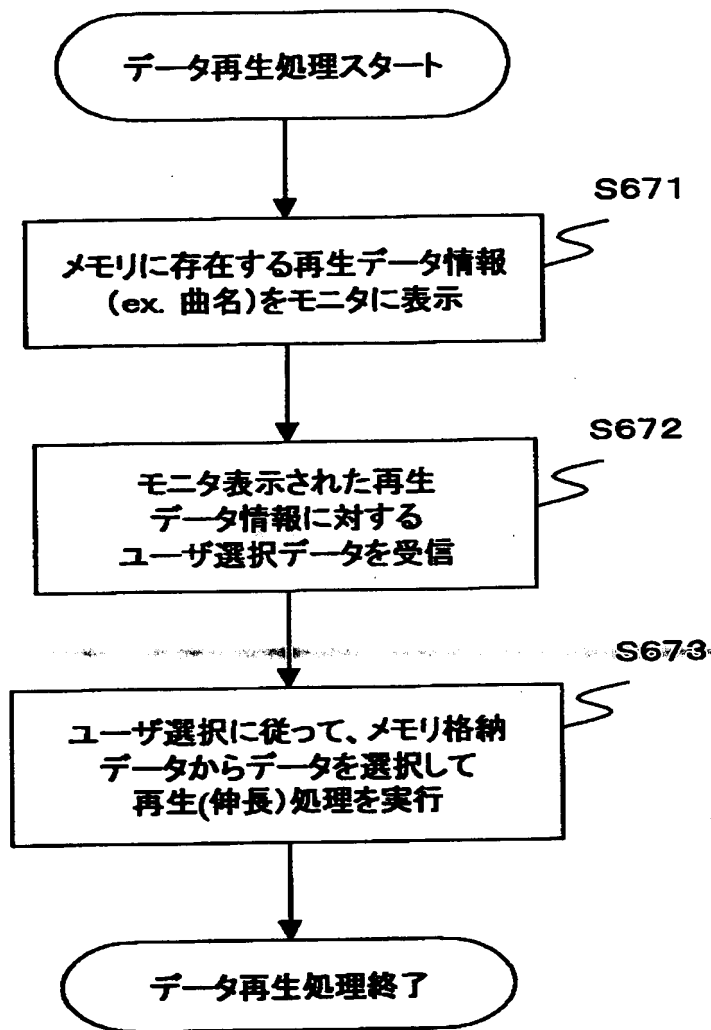 データ再生処理スタート
S671
メモリに存在する再生データ情報
(ex. 曲名)をモニタに表示
S672
モニタ表示された再生
データ情報に対する
ユーザ選択データを受信
S673
ユーザ選択に従って、メモリ格納
データからデータを選択して
再生(伸長)処理を実行
データ再生処理終了